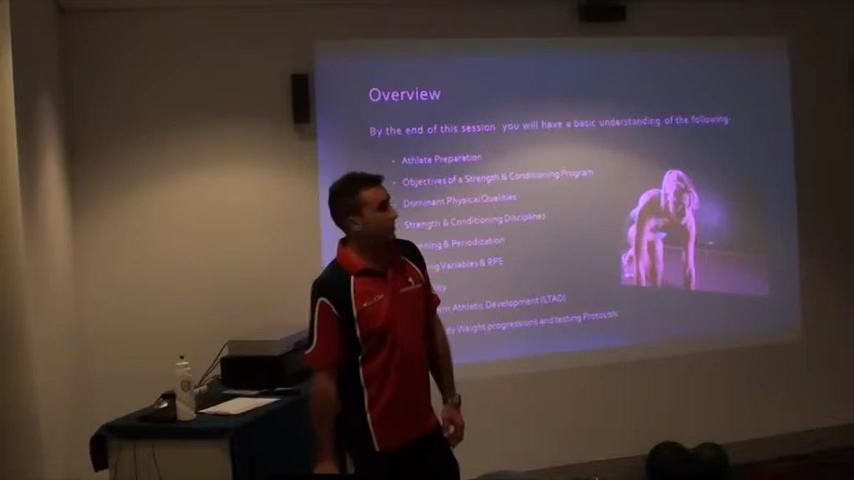 Overview
By the end of this session you will have a basic understanding of the following
Athlete Preparation
Objectives of a Strength & Conditioning Program
Dominant Physical Qualities
Strength & Conditioning Disciplines
& Periodization
Variables & RPE
Athletic Development (LTAD)
Weight progressions and testing Protocols